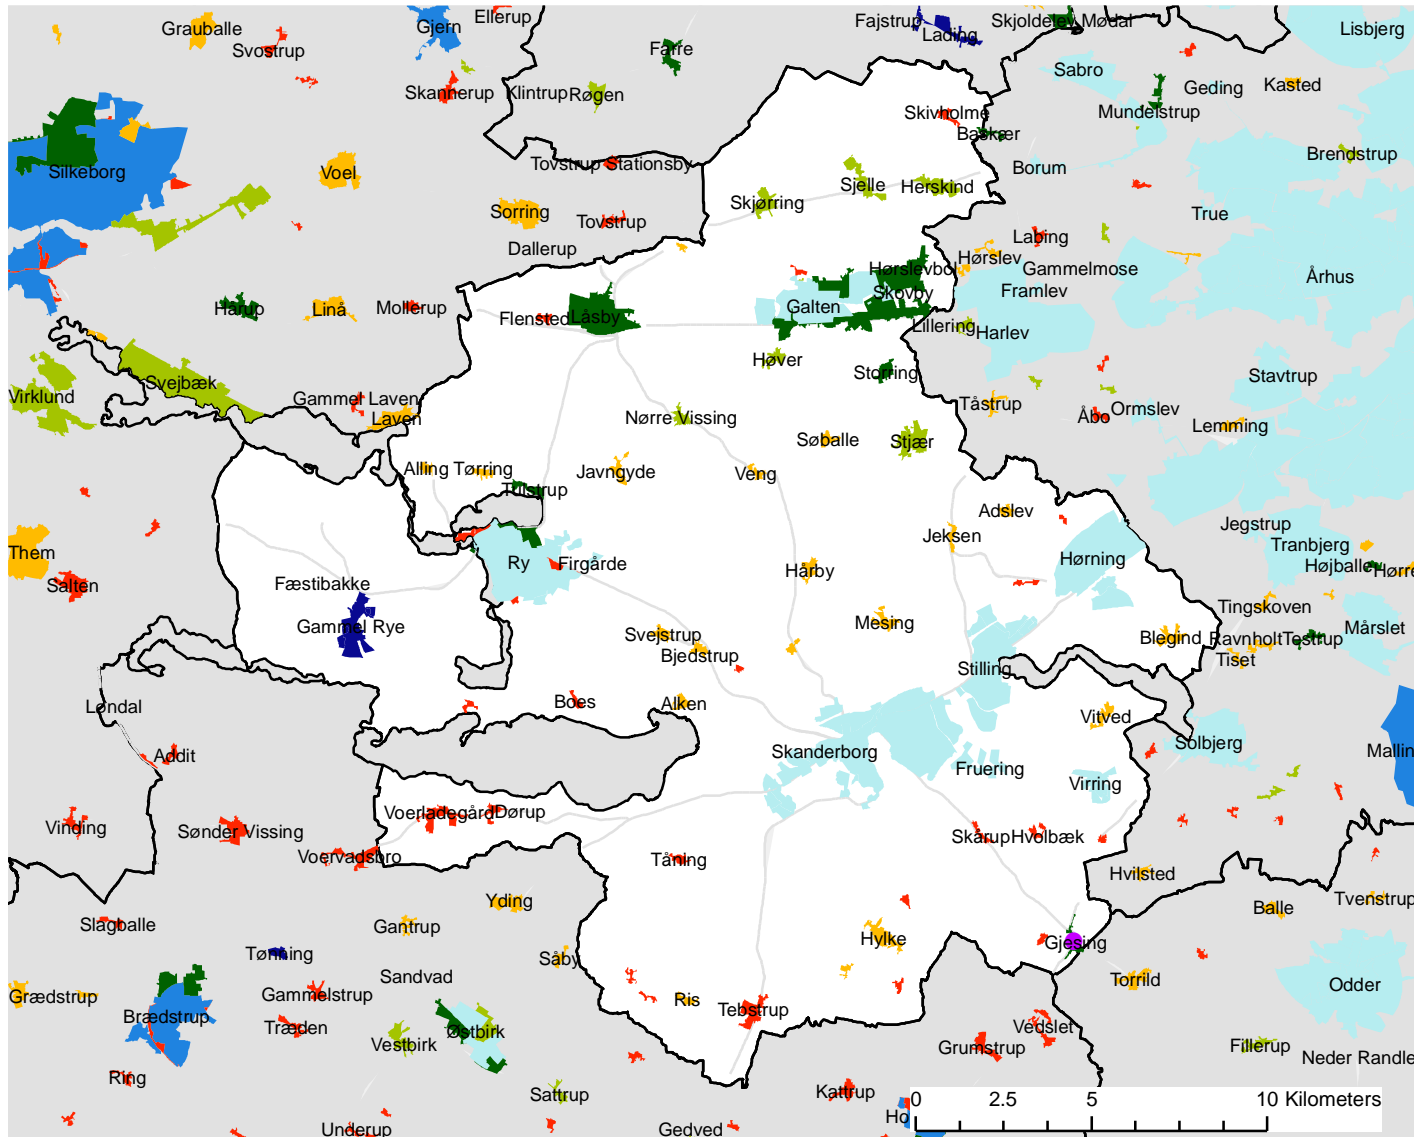 Ellerup
Grauballe
Gjern
Fajstrup
Skjoldelev Mødal
Lading
Lisbjerg
Svostrup
Farre
Sabro
Skannerup
Klintrup
Røgen
Geding
Kasted
Skivholme
Mundelstrup
Baskær
Silkeborg
Voel
Tovstrup Stationsby
Borum
Brendstrup
Sjelle
Herskind
Skjørring
Sorring
Tovstrup
True
Dallerup
Labing
Hørslev
Hørslevbol
Gammelmose
Århus
Skovby
Framlev
Hårup
Linå
Mollerup
Flensted
Låsby
Galten
Lillering
Harlev
Høver
Storring
Stavtrup
Svejbæk
Virklund
Gammel Laven
Laven
Nørre Vissing
Tåstrup
Åbo
Ormslev
Lemming
Søballe
Stjær
Alling
Tørring
Javngyde
Veng
Tulstrup
Adslev
Jegstrup
Jeksen
Tranbjerg
Them
Ry
Firgårde
Hørning
Højballe
Hørre
Salten
Fæstibakke
Hårby
Tingskoven
Gammel Rye
Svejstrup
Mesing
Blegind
Ravnholt
Testrup
Mårslet
Bjedstrup
Tiset
Stilling
Løndal
Boes
Alken
Vitved
Addit
Skanderborg
Solbjerg
Mallin
Fruering
Virring
Vinding
Sønder Vissing
Voerladegård
Dørup
Skårup
Hvolbæk
Voervadsbro
Tåning
Hvilsted
Yding
Balle
Tvenstrup
Slagballe
Gantrup
Tønning
Hylke
Gjesing
Såby
Sandvad
Torrild
Odder
Grædstrup
Gammelstrup
Ris
Brædstrup
Træden
Tebstrup
Østbirk
Vestbirk
Vedslet
Grumstrup
Fillerup
Neder Randle
Ring
Sattrup
Kattrup
Ho
0 2.5 5 10 Kilometers
Underup
Gedved